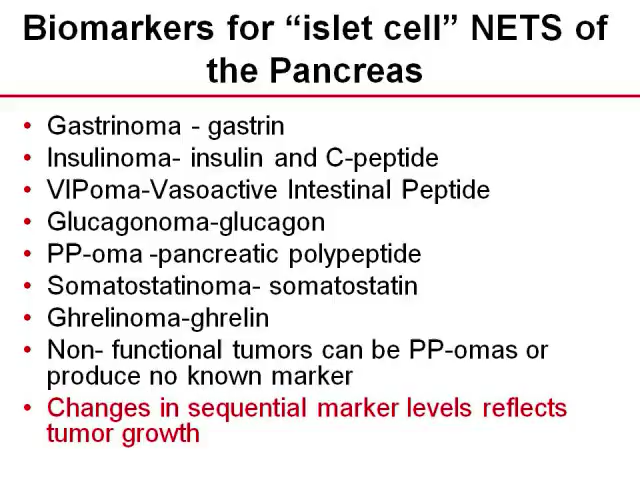 Biomarkers for “islet cell” NETS of
the Pancreas
• Gastrinoma - gastrin
• Insulinoma- insulin and C-peptide
• VIPoma-Vasoactive Intestinal Peptide
• Glucagonoma-glucagon
• PP-oma -pancreatic polypeptide
• Somatostatinoma- somatostatin
• Ghrelinoma-ghrelin
• Non- functional tumors can be PP-omas or
produce no known marker
• Changes in sequential marker levels reflects
tumor growth